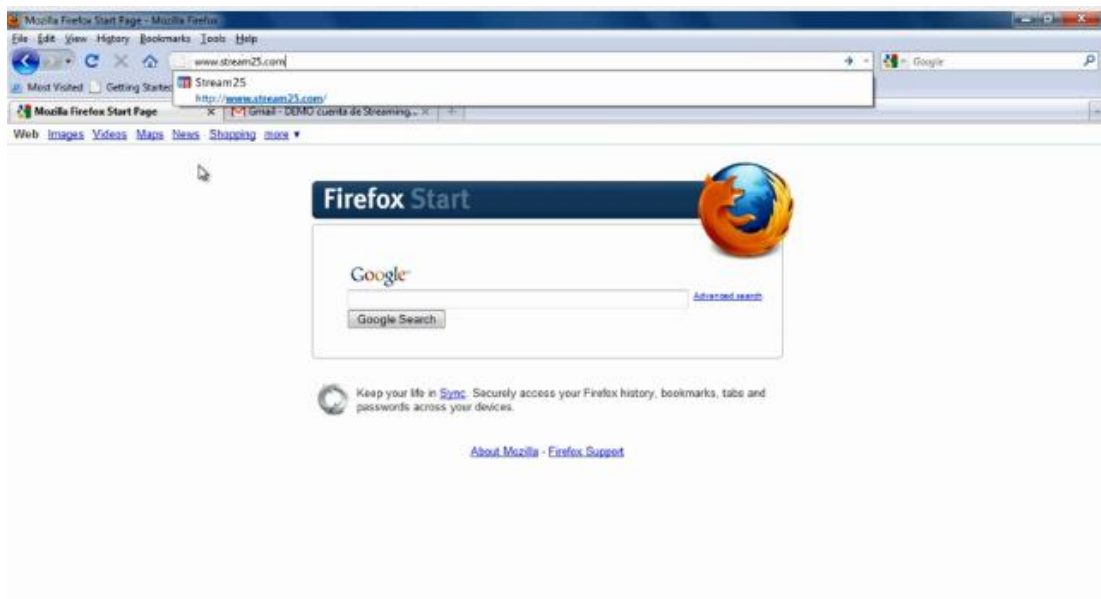 Mozilla Firefox Start Page - Mozilla Firefox
File Edit View History Bookmarks Tools Help
www.stream25.com
Google
Most Visited Getting Started
Stream25
http://www.stream25.com/
Mozilla Firefox Start Page
Gmail - DEMO cuenta de Streaming...
Web Images Videos Maps News Shopping more
Firefox Start
Google
Advanced search
Google Search
Keep your life in Sync. Securely access your Firefox history, bookmarks, tabs and
passwords across your devices.
About Mozilla - Firefox Support